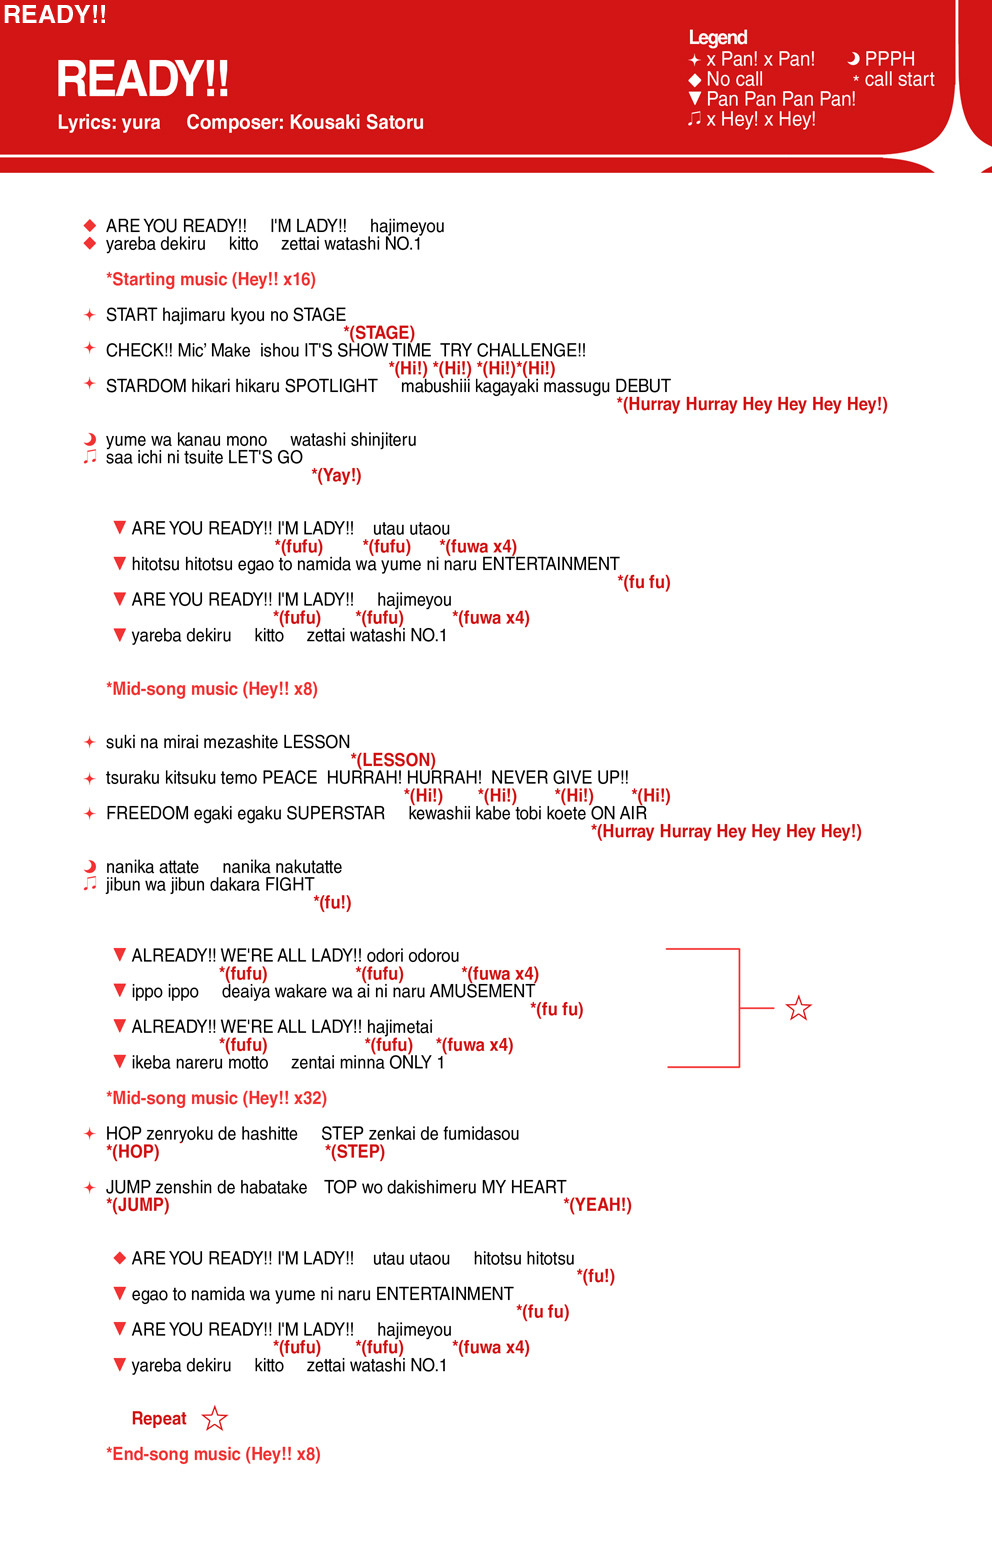 READY!!
READY!!
Lyrics: yura Composer: Kousaki Satoru
Legend
x Pan! x Pan! PPPH
No call * call start
Pan Pan Pan Pan!
x Hey! x Hey!
ARE YOU READY!! I'M LADY!! hajimeyou
yareba dekiru kitto zettai watashi NO.1
*Starting music (Hey!! x16)
START hajimaru kyou no STAGE
*(STAGE)
CHECK!! Mic’ Make ishou IT'S SHOW TIME TRY CHALLENGE!!
*(Hi!) *(Hi!) *(Hi!)*(Hi!)
STARDOM hikari hikaru SPOTLIGHT mabushiii kagayaki massugu DEBUT
*(Hurray Hurray Hey Hey Hey Hey!)
yume wa kanau mono watashi shinjiteru
saa ichi ni tsuite LET'S GO
*(Yay!)
ARE YOU READY!! I'M LADY!! utau utaou
*(fufu) *(fufu) *(fuwa x4)
hitotsu hitotsu egao to namida wa yume ni naru ENTERTAINMENT
*(fu fu)
ARE YOU READY!! I'M LADY!! hajimeyou
*(fufu) *(fufu) *(fuwa x4)
yareba dekiru kitto zettai watashi NO.1
*Mid-song music (Hey!! x8)
suki na mirai mezashite LESSON
*(LESSON)
tsuraku kitsuku temo PEACE HURRAH! HURRAH! NEVER GIVE UP!!
*(Hi!) *(Hi!) *(Hi!) *(Hi!)
FREEDOM egaki egaku SUPERSTAR kewashii kabe tobi koete ON AIR
*(Hurray Hurray Hey Hey Hey Hey!)
nanika attate nanika nakutatte
jibun wa jibun dakara FIGHT
*(fu!)
ALREADY!! WE'RE ALL LADY!! odori odorou
*(fufu) *(fufu) *(fuwa x4)
ippo ippo deaiya wakare wa ai ni naru AMUSEMENT
*(fu fu)
ALREADY!! WE'RE ALL LADY!! hajimetai
*(fufu) *(fufu) *(fuwa x4)
ikeba nareru motto zentai minna ONLY 1
*Mid-song music (Hey!! x32)
HOP zenryoku de hashitte STEP zenkai de fumidasou
*(HOP) *(STEP)
JUMP zenshin de habatake TOP wo dakishimeru MY HEART
*(JUMP) *(YEAH!)
ARE YOU READY!! I'M LADY!! utau utaou hitotsu hitotsu
*(fu!)
egao to namida wa yume ni naru ENTERTAINMENT
*(fu fu)
ARE YOU READY!! I'M LADY!! hajimeyou
*(fufu) *(fufu) *(fuwa x4)
yareba dekiru kitto zettai watashi NO.1
Repeat
*End-song music (Hey!! x8)